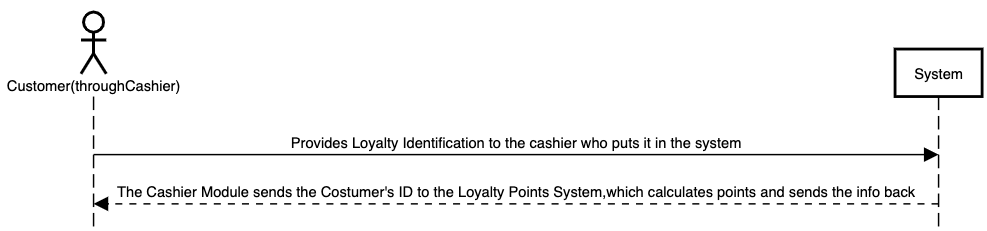 Customer(throughCashier)
System
Provides Loyalty Identification to the cashier who puts it in the system
The Cashier Module sends the Costumer's ID to the Loyalty Points System,which calculates points and sends the info back